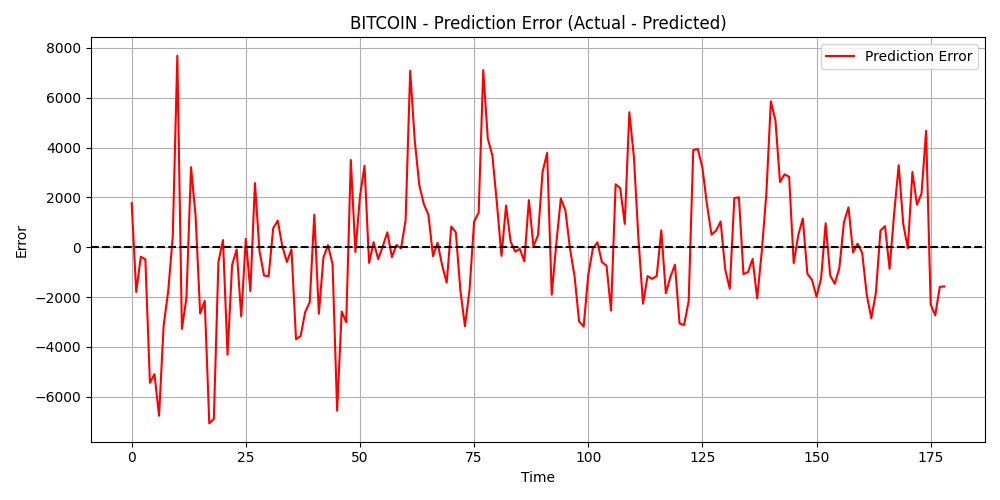 BITCOIN - Prediction Error (Actual - Predicted)
Prediction Error
8000
6000
4000
2000
0
−2000
−4000
−6000
Error
0 25 50 75 100 125 150 175
Time